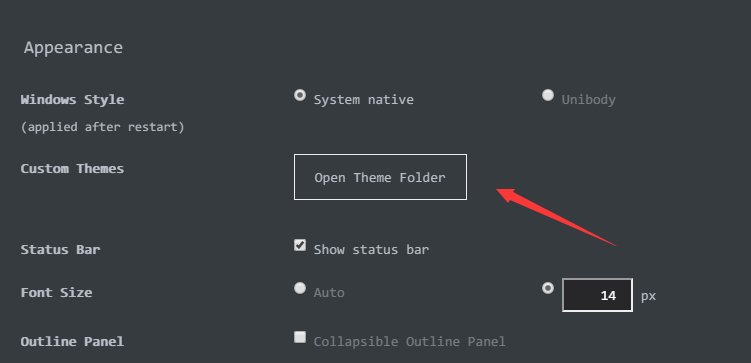 Appearance
Windows Style System native Unibody
(applied after restart)
Custom Themes Open Theme Folder
Status Bar Show status bar
Font Size Auto 14 px
Outline Panel Collapsible Outline Panel